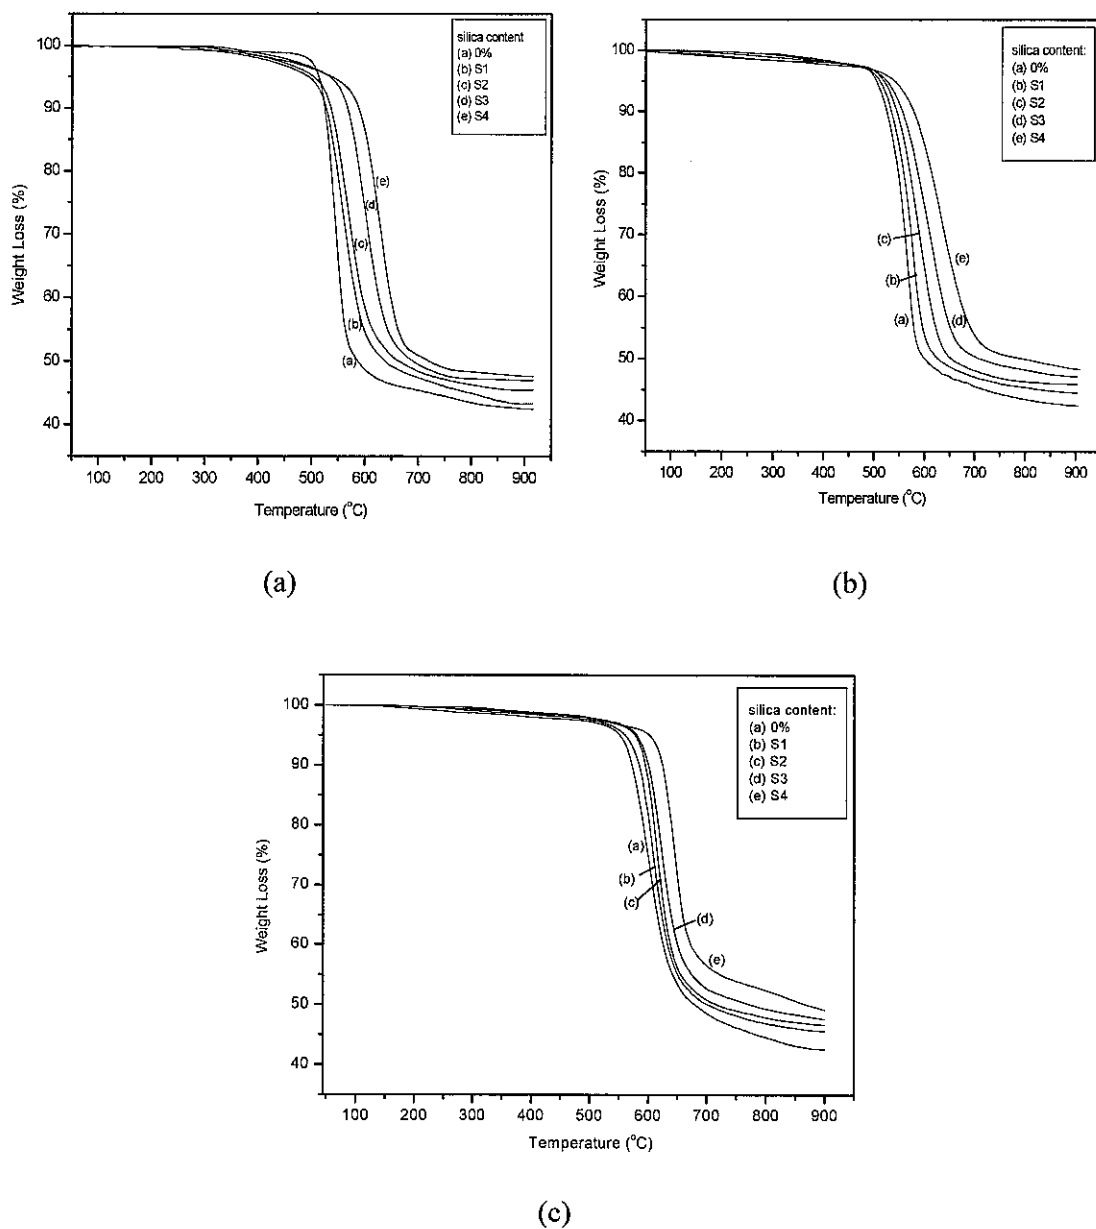 100
90
80
70
60
50
40
Weight Loss (%)
silica content
(a) 0%
(b) S1
(c) S2
(d) S3
(e) S4
(e)
(d)
(c)
(b)
(a)
100 200 300 400 500 600 700 800 900
Temperature (°C)
(a)
100
90
80
70
60
50
40
Weight Loss (%)
silica content:
(a) 0%
(b) S1
(c) S2
(d) S3
(e) S4
(c)
(e)
(b)
(a)
(d)
100 200 300 400 500 600 700 800 900
Temperature (°C)
(b)
100
90
80
70
60
50
40
Weight Loss (%)
silica content:
(a) 0%
(b) S1
(c) S2
(d) S3
(e) S4
(a)
(b)
(c)
(d)
(e)
100 200 300 400 500 600 700 800 900
Temperature (°C)
(c)